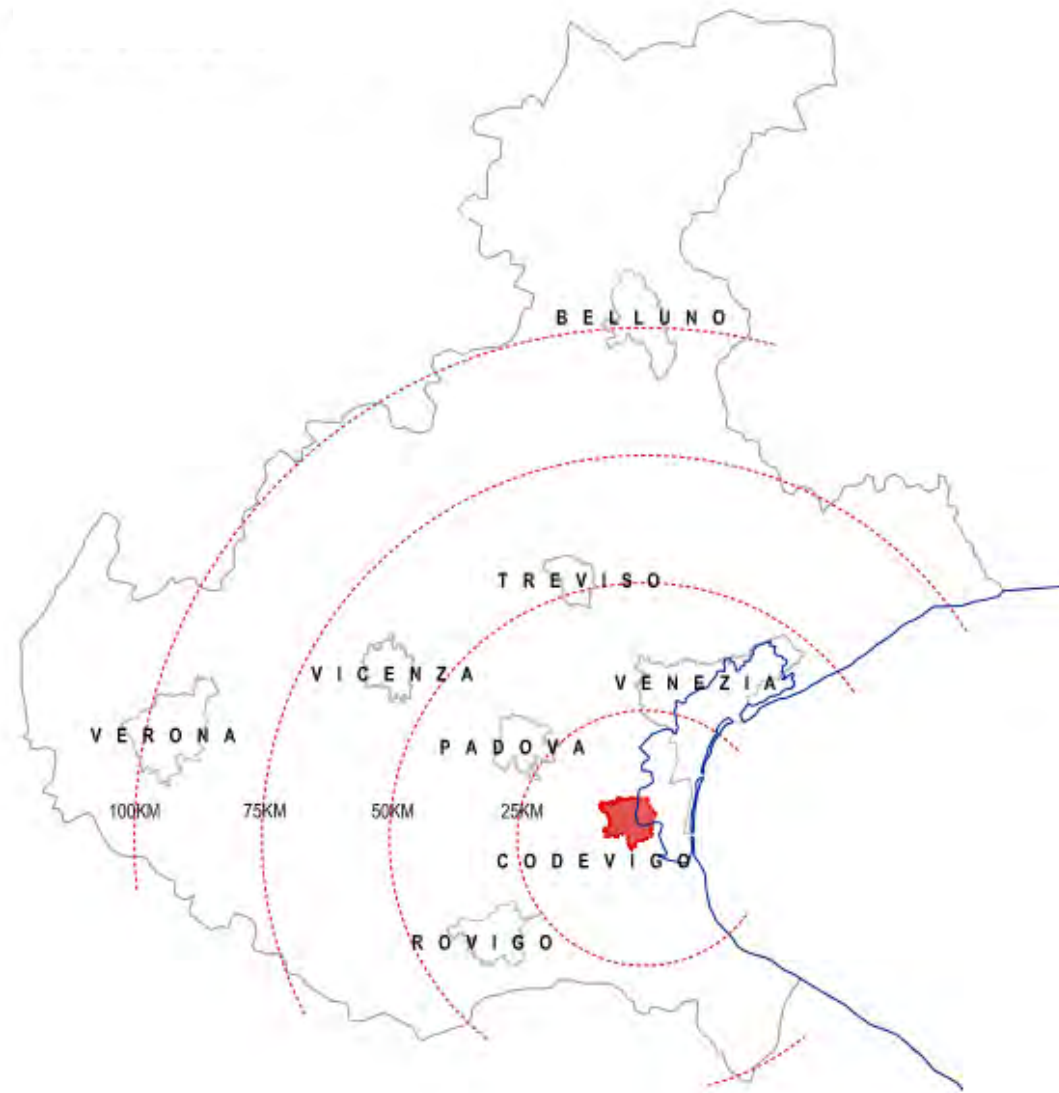 BELLUNO
TREVISO
VICENZA
VENEZIA
VERONA
PADOVA
100KM
75KM
50KM
25KM
CODEVIGO
ROVIGO